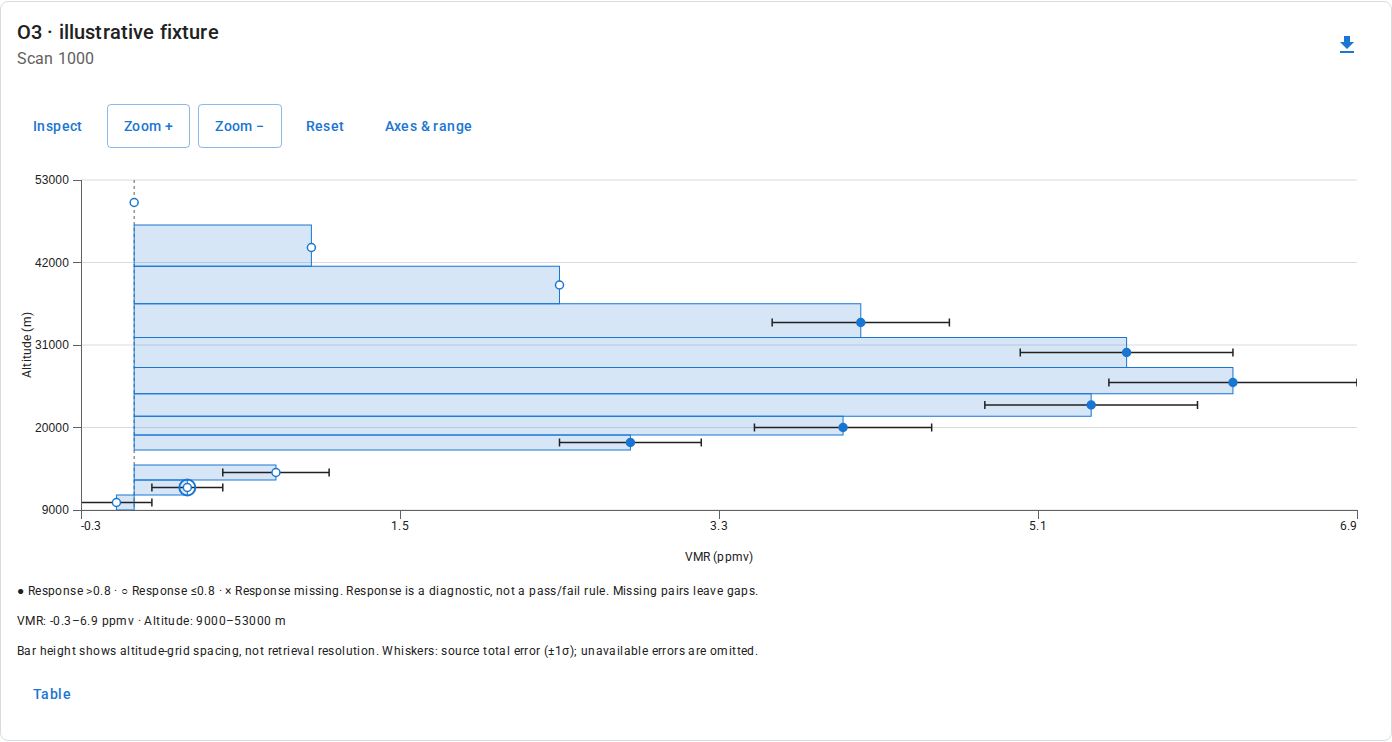 O3 · illustrative fixture
Scan 1000
Inspect
Zoom +
Zoom −
Reset
Axes & range
53000
42000
31000
20000
9000
Altitude (m)
-0.3
1.5
3.3
5.1
6.9
VMR (ppmv)
● Response >0.8 · ○ Response ≤0.8 · × Response missing. Response is a diagnostic, not a pass/fail rule. Missing pairs leave gaps.
VMR: -0.3–6.9 ppmv · Altitude: 9000–53000 m
Bar height shows altitude-grid spacing, not retrieval resolution. Whiskers: source total error (±1σ); unavailable errors are omitted.
Table